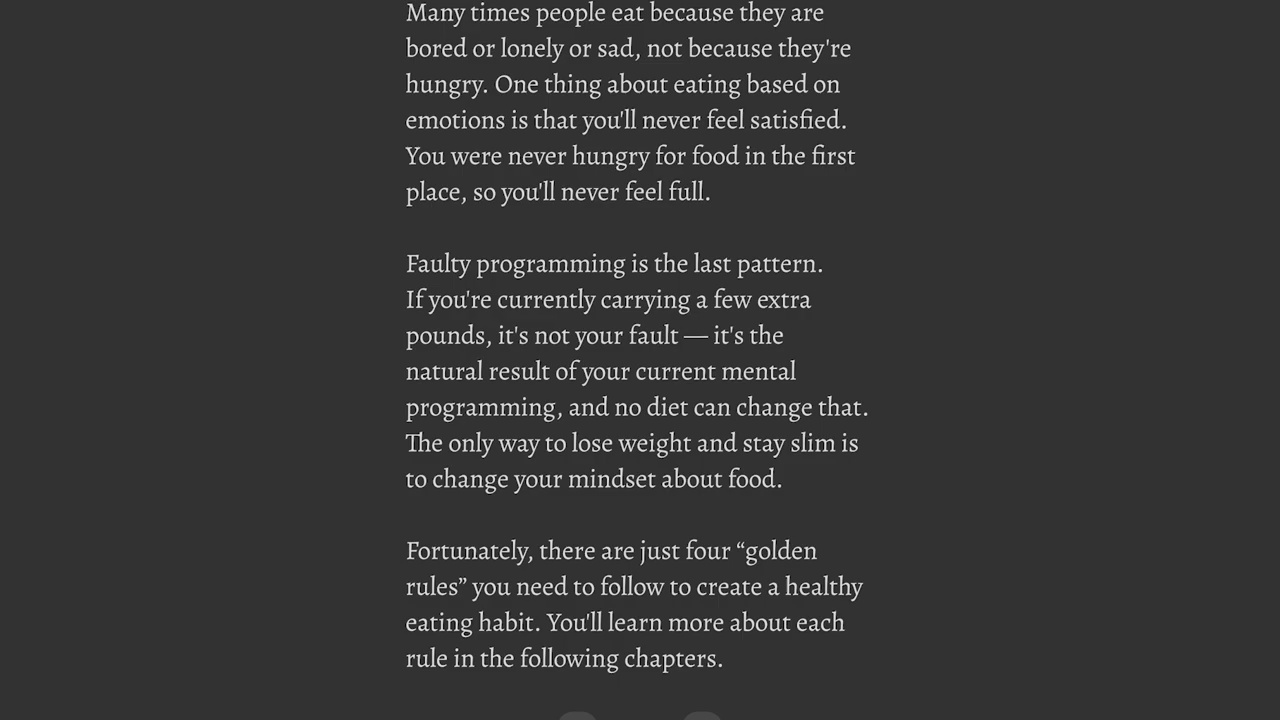 Many times people eat because they are
bored or lonely or sad, not because they're
hungry. One thing about eating based on
emotions is that you'll never feel satisfied.
You were never hungry for food in the first
place, so you'll never feel full.
Faulty programming is the last pattern.
If you're currently carrying a few extra
pounds, it's not your fault — it's the
natural result of your current mental
programming, and no diet can change that.
The only way to lose weight and stay slim is
to change your mindset about food.
Fortunately, there are just four “golden
rules” you need to follow to create a healthy
eating habit. You'll learn more about each
rule in the following chapters.